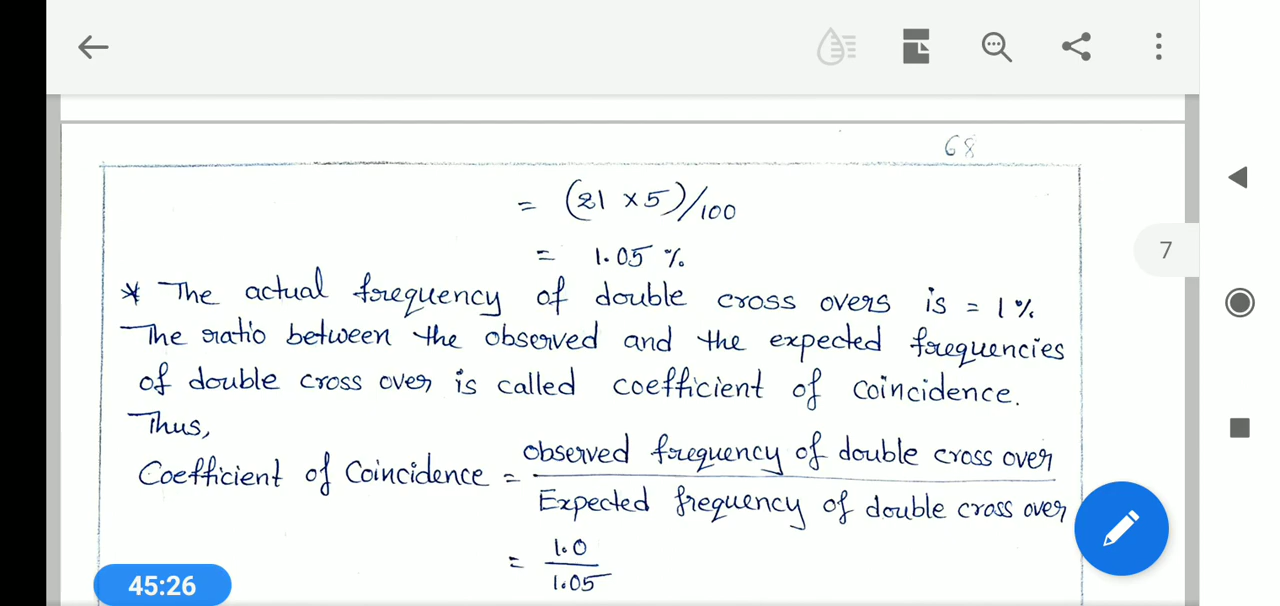 68
= (21 × 5)/100
= 1.05 %
7
* The actual frequency of double cross overs is = 1 %
The ratio between the observed and the expected frequencies
of double cross over is called coefficient of coincidence.
Thus,
Coefficient of Coincidence = observed frequency of double cross over
Expected frequency of double cross over
= 1.0
1.05
45:26